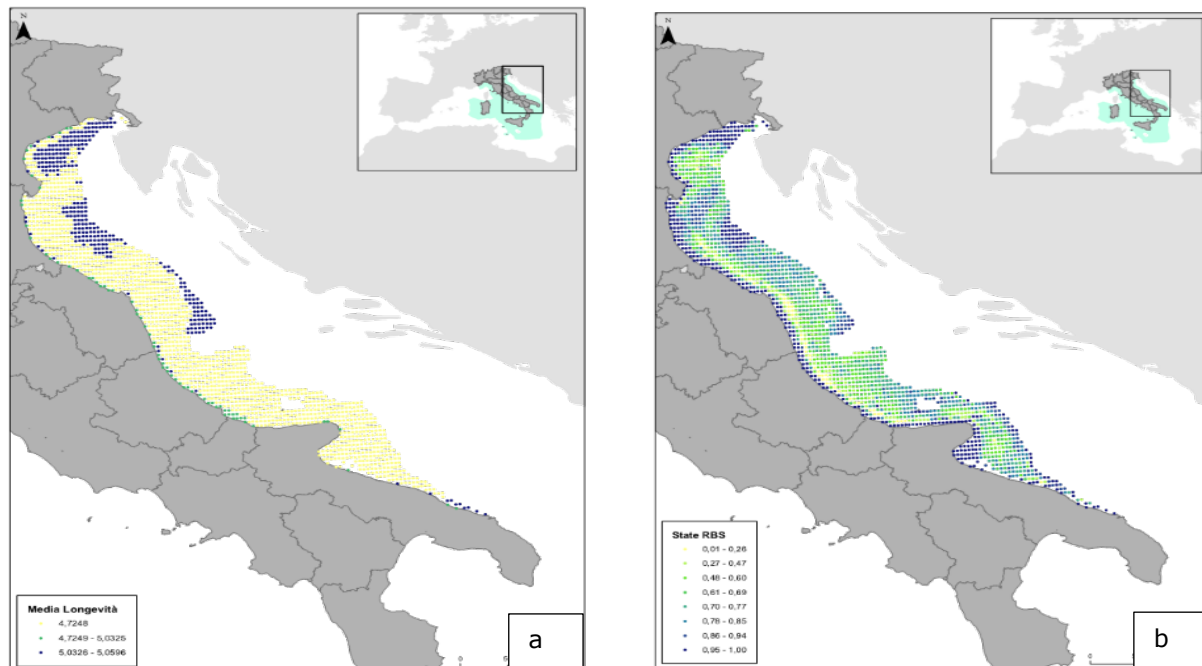 N
Media Longevità
4,7248
4,7249 - 5,0325
5,0326 - 5,0596
0
a
N
State RBS
0,01 - 0,26
0,27 - 0,47
0,48 - 0,60
0,61 - 0,69
0,70 - 0,77
0,78 - 0,85
0,86 - 0,94
0,95 - 1,00
0
b